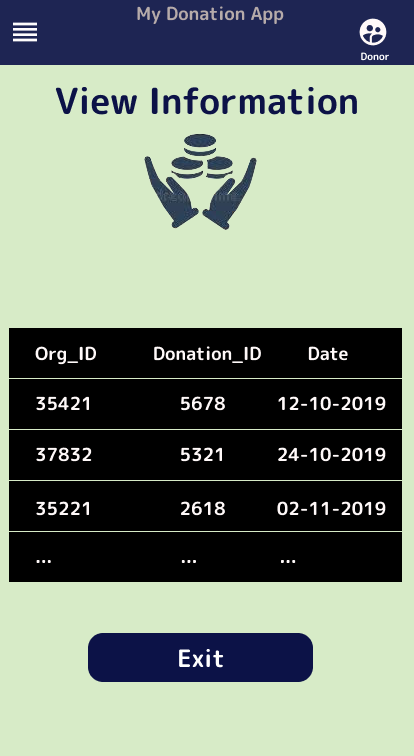 My Donation App
Donor
View Information
Org_ID Donation_ID Date
35421 5678 12-10-2019
37832 5321 24-10-2019
35221 2618 02-11-2019
... ... ...
Exit